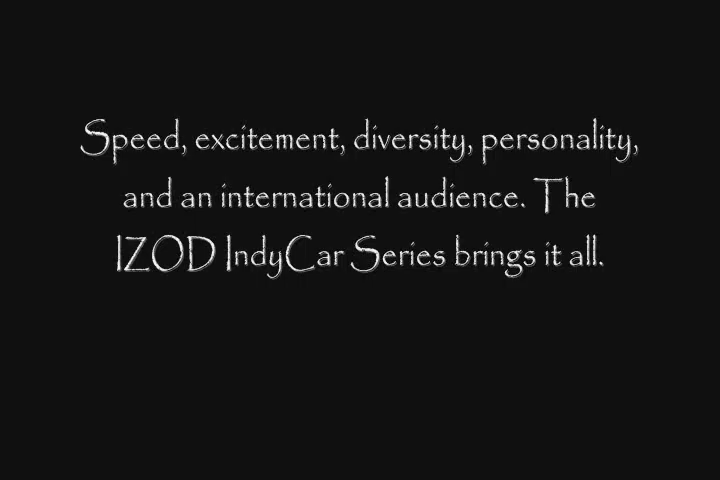 Speed, excitement, diversity, personality,
and an international audience. The
IZOD IndyCar Series brings it all.